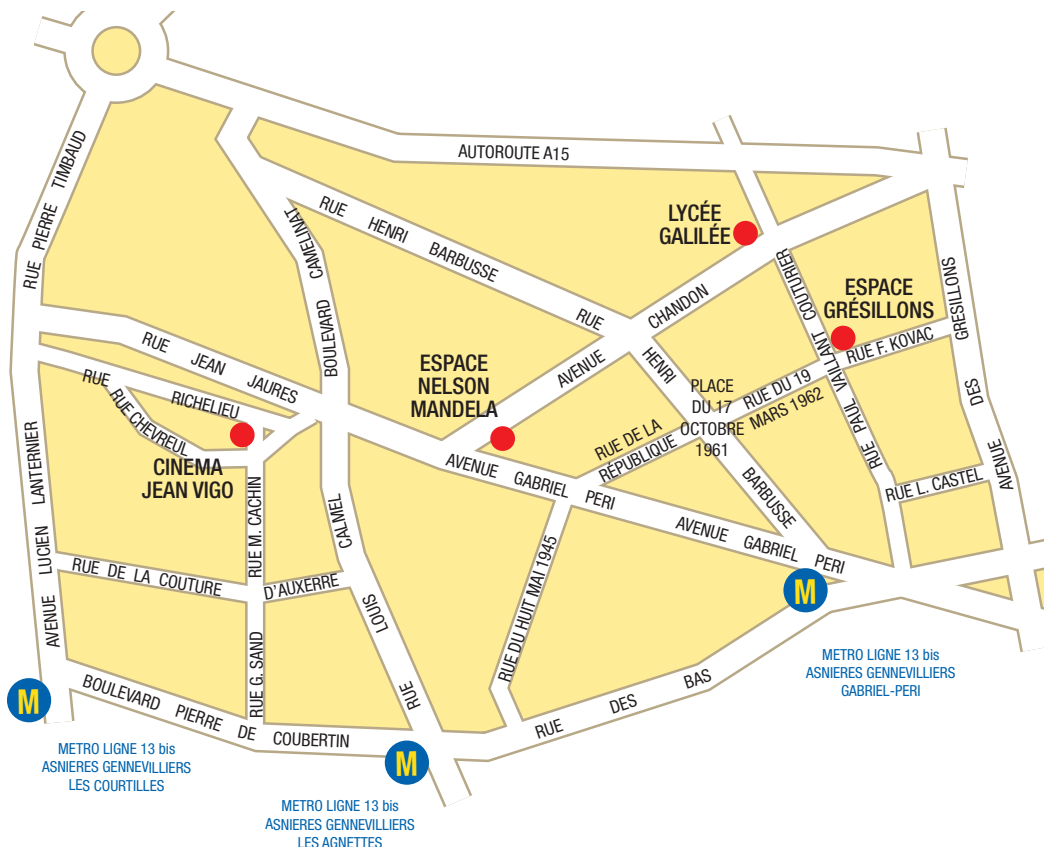 AUTOROUTE A15
RUE PIERRE TIMBAUD
BOULEVARD CAMELINAT
RUE HENRI BARBUSSE
LYCÉE
GALILÉE
RUE PAUL VAILLANT COUTURIER
AVENUE CHANDON
ESPACE
GRÉSILLONS
RUE F. KOVAC
AVENUE DES GRESILLONS
RUE HENRI BARBUSSE
RUE JEAN JAURES
ESPACE
NELSON
MANDELA
PLACE
DU 17
OCTOBRE
1961
RUE DU 19
MARS 1962
RUE DE LA
RÉPUBLIQUE
RUE RICHELIEU
RUE CHEVREUL
CINEMA
JEAN VIGO
AVENUE GABRIEL PERI
AVENUE GABRIEL PERI
RUE L. CASTEL
AVENUE LUCIEN LANTERNIER
RUE M. CACHIN
RUE LOUIS CALMEL
RUE DU HUIT MAI 1945
RUE DE LA COUTURE D'AUXERRE
RUE G. SAND
RUE DES BAS
BOULEVARD PIERRE DE COUBERTIN
M
METRO LIGNE 13 bis
ASNIERES GENNEVILLIERS
GABRIEL-PERI
M
METRO LIGNE 13 bis
ASNIERES GENNEVILLIERS
LES COURTILLES
M
METRO LIGNE 13 bis
ASNIERES GENNEVILLIERS
LES AGNETTES